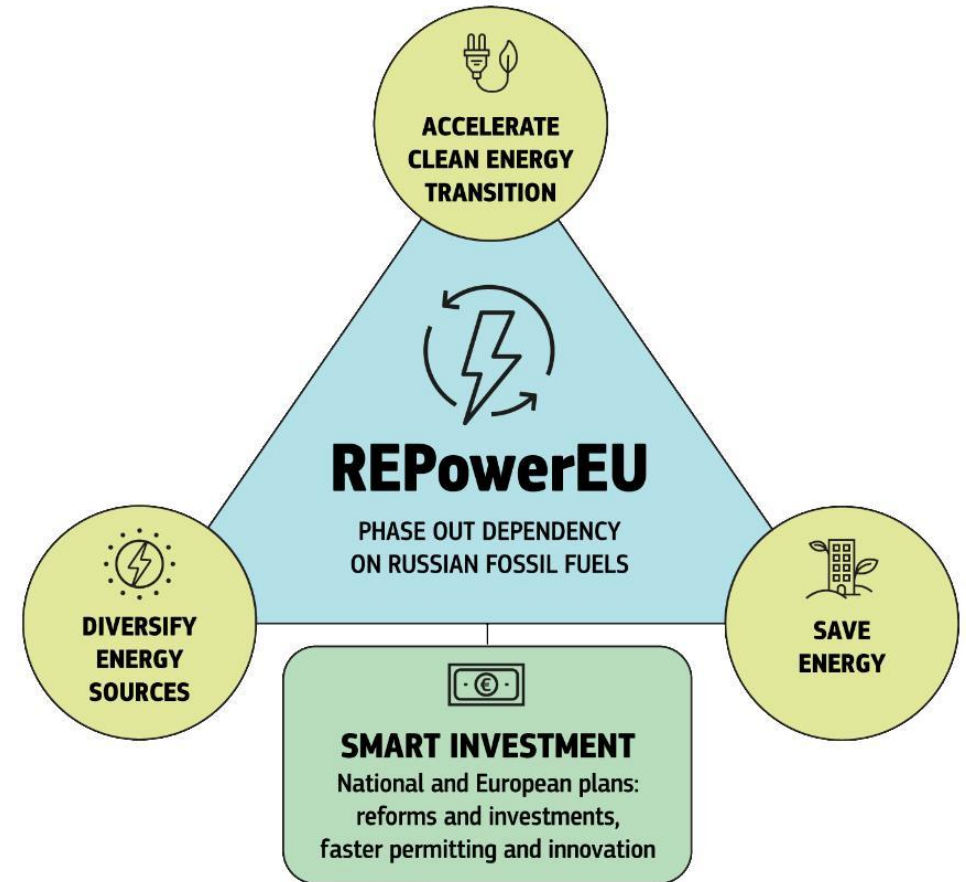 ACCELERATE
CLEAN ENERGY
TRANSITION
REPowerEU
PHASE OUT DEPENDENCY
ON RUSSIAN FOSSIL FUELS
DIVERSIFY
ENERGY
SOURCES
SAVE
ENERGY
€
SMART INVESTMENT
National and European plans:
reforms and investments,
faster permitting and innovation